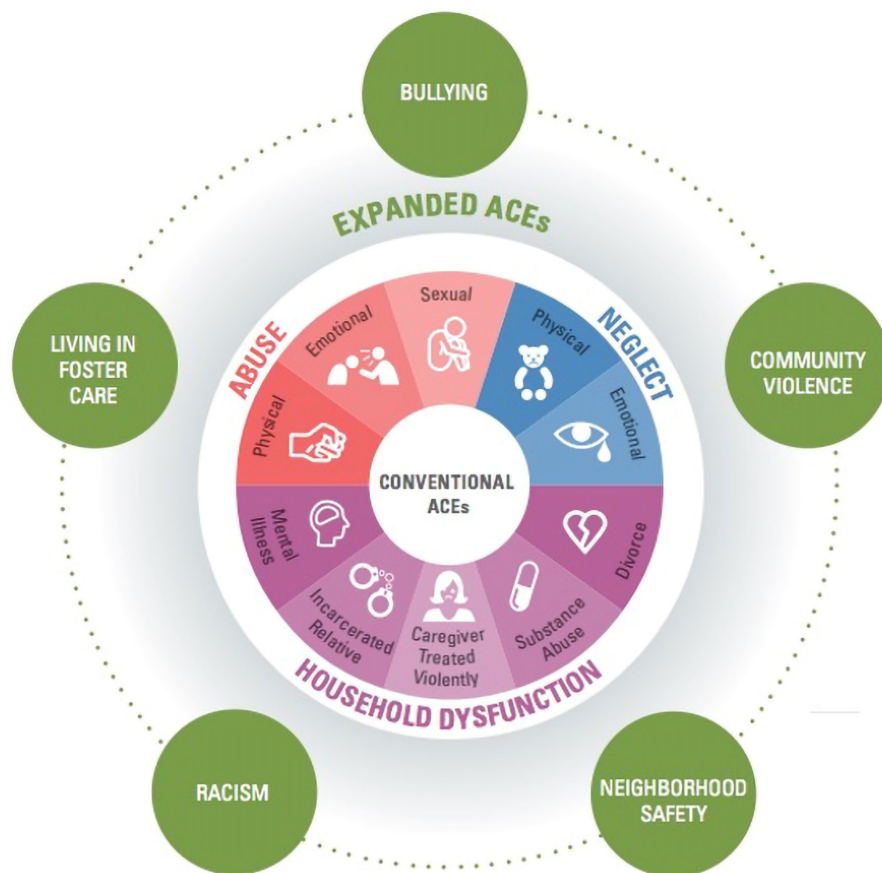 BULLYING
EXPANDED ACEs
LIVING IN
FOSTER
CARE
COMMUNITY
VIOLENCE
ABUSE
NEGLECT
Physical
Emotional
Sexual
Physical
Emotional
CONVENTIONAL
ACEs
Mental
Illness
Incarcerated
Relative
Caregiver
Treated
Violently
Substance
Abuse
Divorce
HOUSEHOLD DYSFUNCTION
RACISM
NEIGHBORHOOD
SAFETY